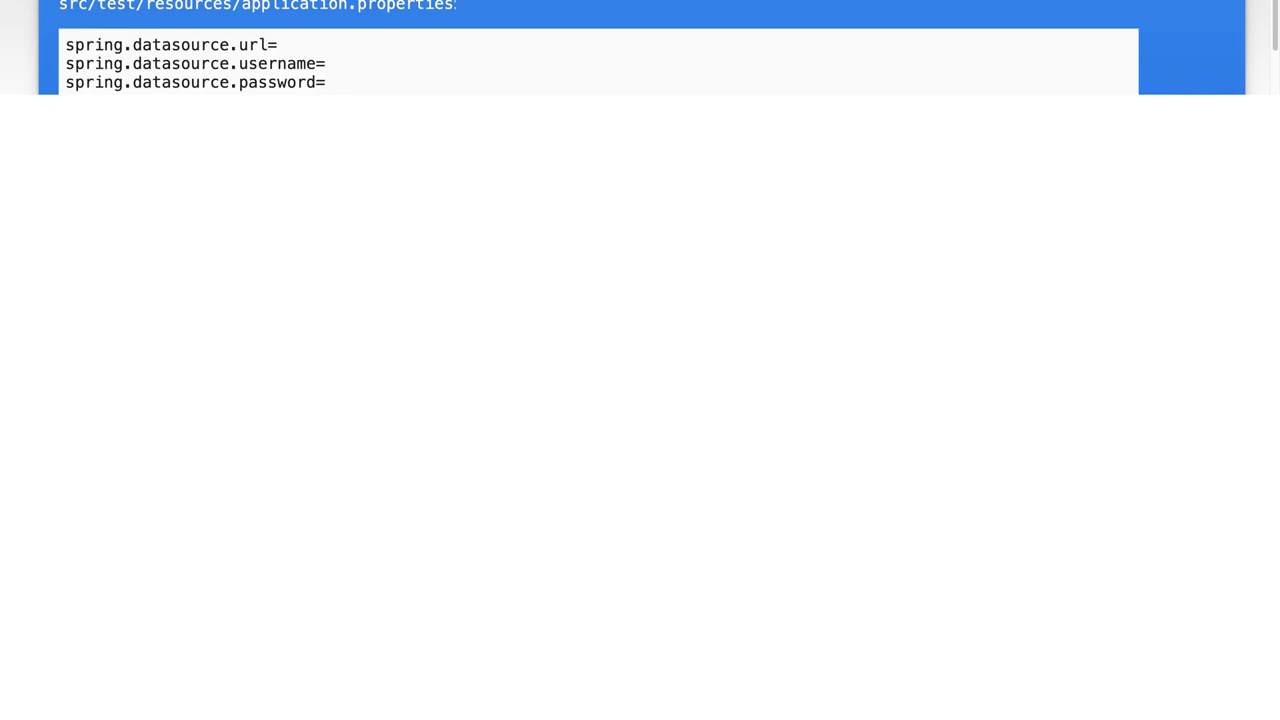 src/test/resources/application.properties:
spring.datasource.url=
spring.datasource.username=
spring.datasource.password=